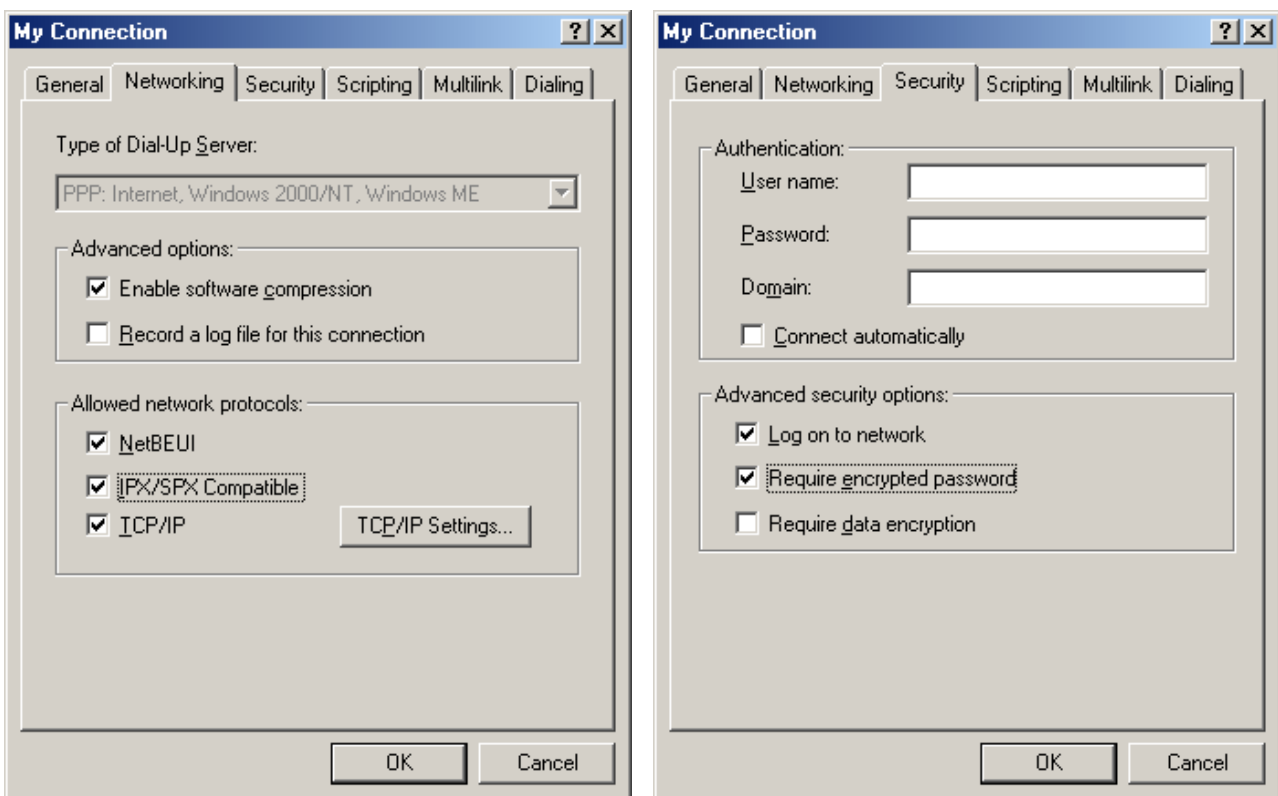 My Connection
General Networking Security Scripting Multilink Dialing
Type of Dial-Up Server:
PPP: Internet, Windows 2000/NT, Windows ME
Advanced options:
Enable software compression
Record a log file for this connection
Allowed network protocols:
NetBEUI
IPX/SPX Compatible
TCP/IP TCP/IP Settings...
OK Cancel
My Connection
General Networking Security Scripting Multilink Dialing
Authentication:
User name:
Password:
Domain:
Connect automatically
Advanced security options:
Log on to network
Require encrypted password
Require data encryption
OK Cancel